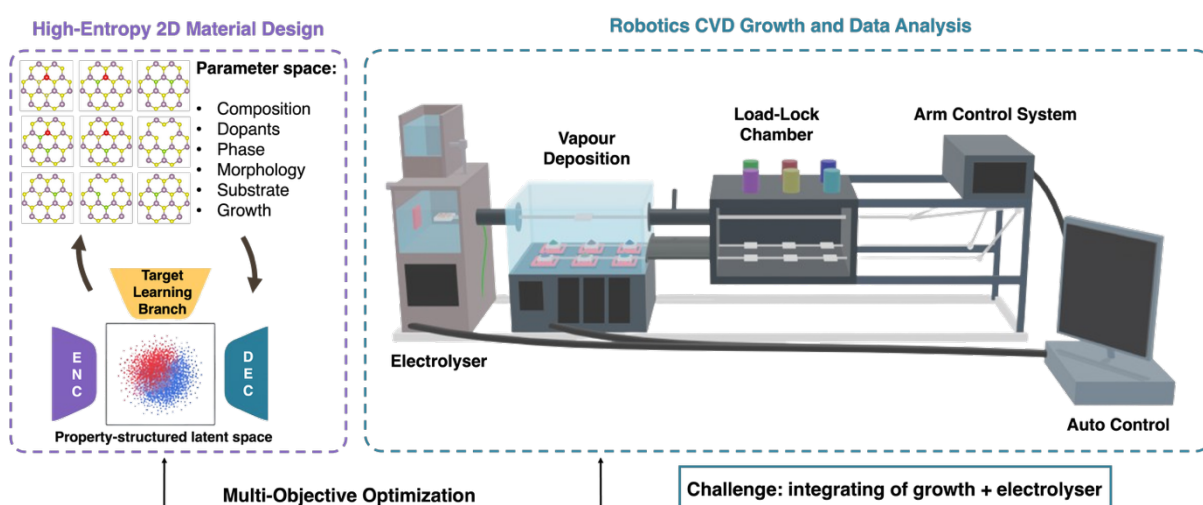 High-Entropy 2D Material Design
Parameter space:
• Composition
• Dopants
• Phase
• Morphology
• Substrate
• Growth
Target
Learning
Branch
E
N
C
D
E
C
Property-structured latent space
Robotics CVD Growth and Data Analysis
Vapour
Deposition
Load-Lock
Chamber
Arm Control System
Electrolyser
Auto Control
Multi-Objective Optimization
Challenge: integrating of growth + electrolyser